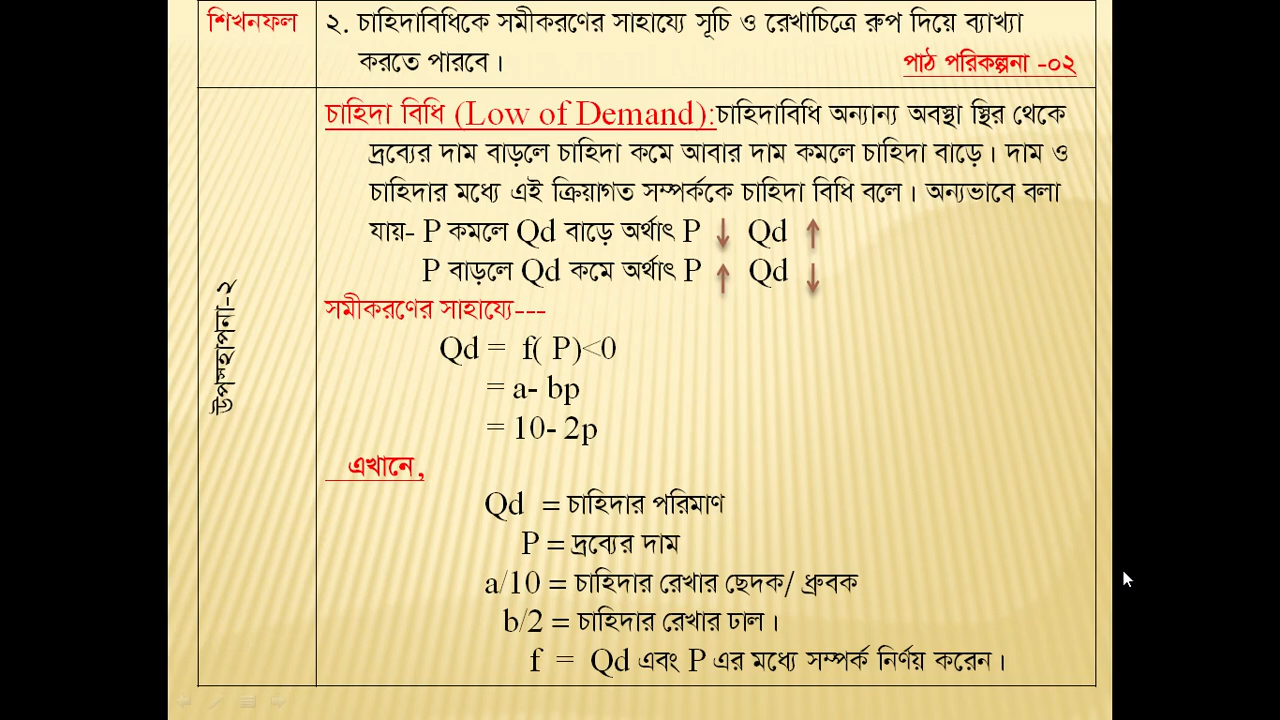 শিখনফল
২. চাহিদাবিধিকে সমীকরণের সাহায্যে সূচি ও রেখাচিত্রে রুপ দিয়ে ব্যাখ্যা
করতে পারবে।
পাঠ পরিকল্পনা -০২
উপস্হাপনা-২
চাহিদা বিধি (Low of Demand):চাহিদাবিধি অন্যান্য অবস্থা স্থির থেকে
দ্রব্যের দাম বাড়লে চাহিদা কমে আবার দাম কমলে চাহিদা বাড়ে। দাম ও
চাহিদার মধ্যে এই ক্রিয়াগত সম্পর্ককে চাহিদা বিধি বলে। অন্যভাবে বলা
যায়- P কমলে Qd বাড়ে অর্থাৎ P ↓ Qd ↑
P বাড়লে Qd কমে অর্থাৎ P ↑ Qd ↓
সমীকরণের সাহায্যে---
Qd = f( P)<0
= a- bp
= 10- 2p
এখানে,
Qd = চাহিদার পরিমাণ
P = দ্রব্যের দাম
a/10 = চাহিদার রেখার ছেদক/ ধ্রুবক
b/2 = চাহিদার রেখার ঢাল।
f = Qd এবং P এর মধ্যে সম্পর্ক নির্ণয় করেন।